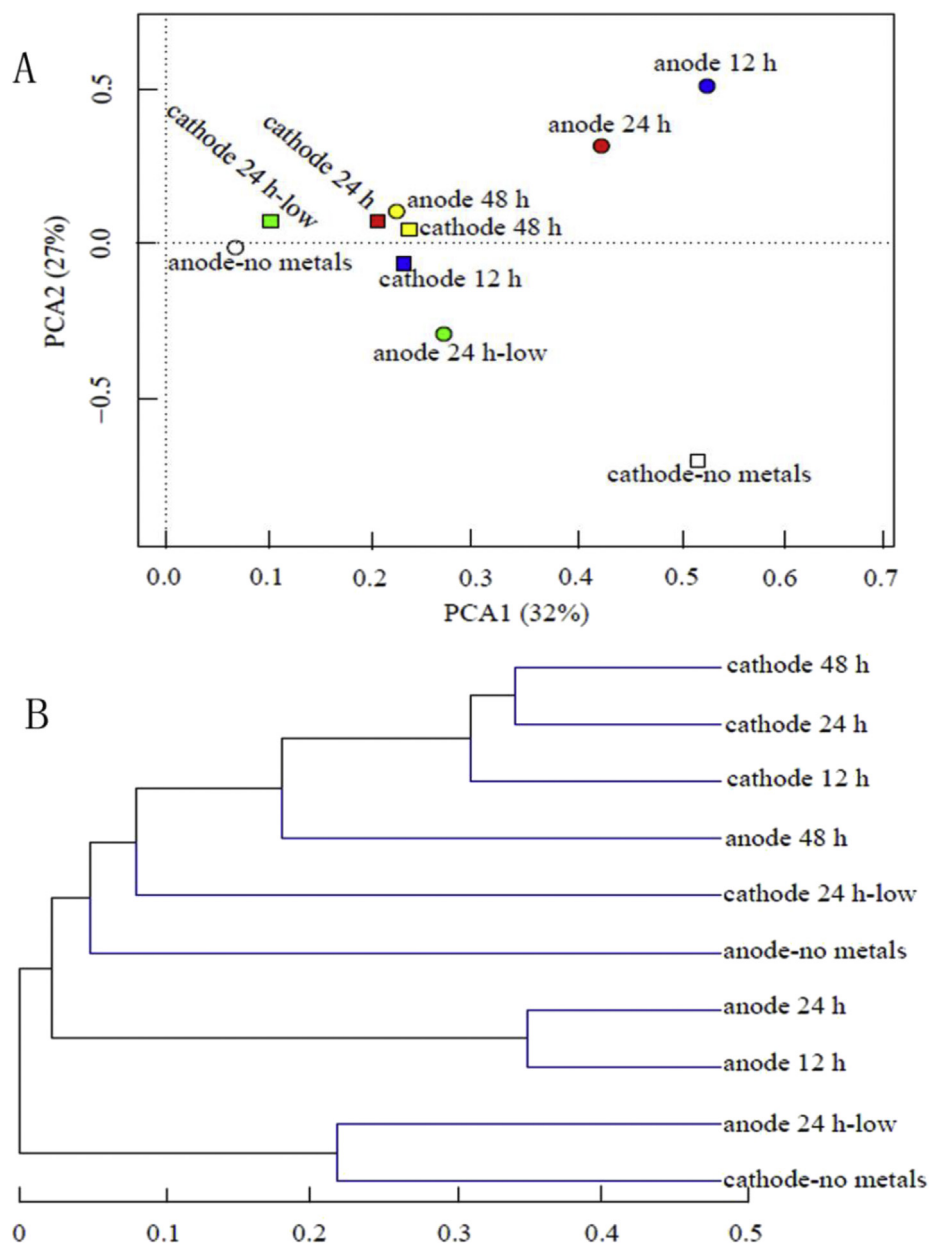 A
anode 12 h
anode 24 h
cathode 24 h-low
cathode 24 h
anode 48 h
cathode 48 h
anode-no metals
cathode 12 h
anode 24 h-low
cathode-no metals
0.5
0.0
−0.5
PCA2 (27%)
0.0 0.1 0.2 0.3 0.4 0.5 0.6 0.7
PCA1 (32%)
B
cathode 48 h
cathode 24 h
cathode 12 h
anode 48 h
cathode 24 h-low
anode-no metals
anode 24 h
anode 12 h
anode 24 h-low
cathode-no metals
0 0.1 0.2 0.3 0.4 0.5